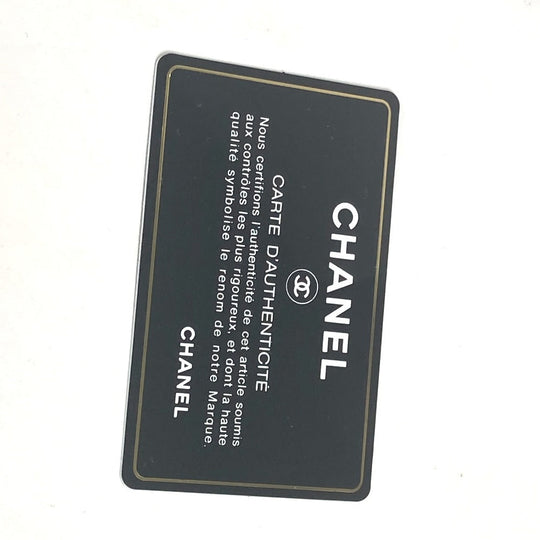 CHANEL
CARTE D'AUTHENTICITÉ
Nous certifions l'authenticité de cet article soumis
aux contrôles les plus rigoureux, et dont la haute
qualité symbolise le renom de notre Marque.
CHANEL